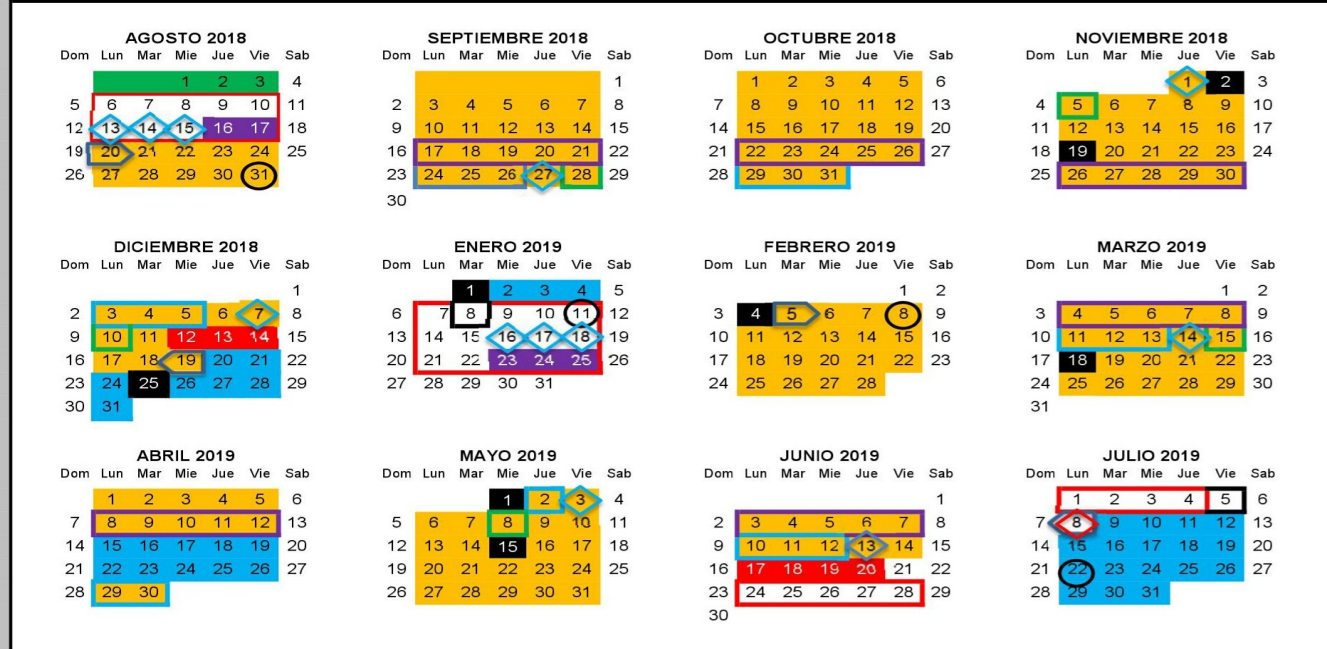 AGOSTO 2018
Dom Lun Mar Mie Jue Vie Sab
1 2 3 4
5 6 7 8 9 10 11
12 13 14 15 16 17 18
19 20 21 22 23 24 25
26 27 28 29 30 31
SEPTIEMBRE 2018
Dom Lun Mar Mie Jue Vie Sab
1
2 3 4 5 6 7 8
9 10 11 12 13 14 15
16 17 18 19 20 21 22
23 24 25 26 27 28 29
30
OCTUBRE 2018
Dom Lun Mar Mie Jue Vie Sab
1 2 3 4 5 6
7 8 9 10 11 12 13
14 15 16 17 18 19 20
21 22 23 24 25 26 27
28 29 30 31
NOVIEMBRE 2018
Dom Lun Mar Mie Jue Vie Sab
1 2 3
4 5 6 7 8 9 10
11 12 13 14 15 16 17
18 19 20 21 22 23 24
25 26 27 28 29 30
DICIEMBRE 2018
Dom Lun Mar Mie Jue Vie Sab
1
2 3 4 5 6 7 8
9 10 11 12 13 14 15
16 17 18 19 20 21 22
23 24 25 26 27 28 29
30 31
ENERO 2019
Dom Lun Mar Mie Jue Vie Sab
1 2 3 4 5
6 7 8 9 10 11 12
13 14 15 16 17 18 19
20 21 22 23 24 25 26
27 28 29 30 31
FEBRERO 2019
Dom Lun Mar Mie Jue Vie Sab
1 2
3 4 5 6 7 8 9
10 11 12 13 14 15 16
17 18 19 20 21 22 23
24 25 26 27 28
MARZO 2019
Dom Lun Mar Mie Jue Vie Sab
1 2
3 4 5 6 7 8 9
10 11 12 13 14 15 16
17 18 19 20 21 22 23
24 25 26 27 28 29 30
31
ABRIL 2019
Dom Lun Mar Mie Jue Vie Sab
1 2 3 4 5 6
7 8 9 10 11 12 13
14 15 16 17 18 19 20
21 22 23 24 25 26 27
28 29 30
MAYO 2019
Dom Lun Mar Mie Jue Vie Sab
1 2 3 4
5 6 7 8 9 10 11
12 13 14 15 16 17 18
19 20 21 22 23 24 25
26 27 28 29 30 31
JUNIO 2019
Dom Lun Mar Mie Jue Vie Sab
1
2 3 4 5 6 7 8
9 10 11 12 13 14 15
16 17 18 19 20 21 22
23 24 25 26 27 28 29
30
JULIO 2019
Dom Lun Mar Mie Jue Vie Sab
1 2 3 4 5 6
7 8 9 10 11 12 13
14 15 16 17 18 19 20
21 22 23 24 25 26 27
28 29 30 31